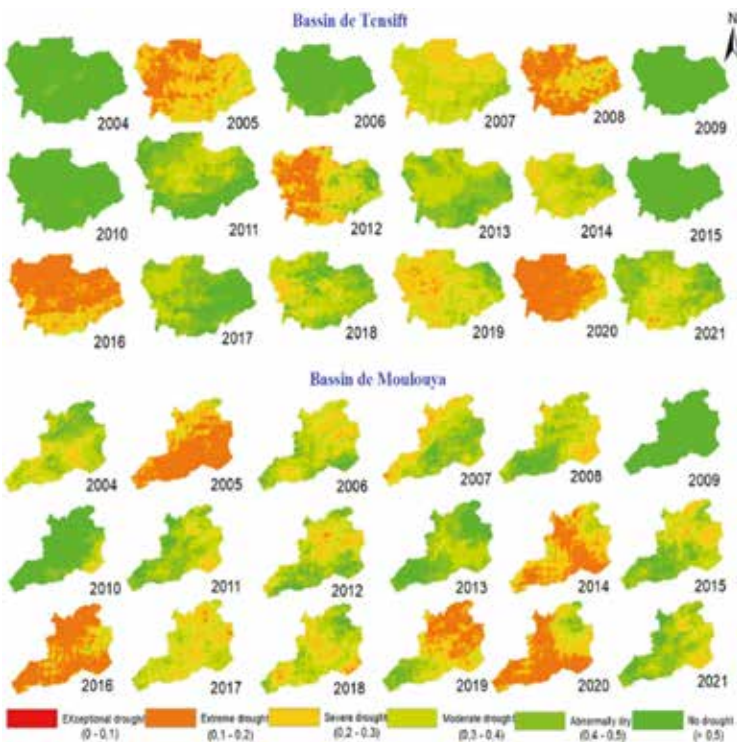 Bassin de Tensift
N
2004 2005 2006 2007 2008 2009
2010 2011 2012 2013 2014 2015
2016 2017 2018 2019 2020 2021
Bassin de Moulouya
2004 2005 2006 2007 2008 2009
2010 2011 2012 2013 2014 2015
2016 2017 2018 2019 2020 2021
EXceptional drought Extreme drought Severe drought Moderate drought Abnormally dry No drought
(0 - 0,1) (0,1 - 0,2) (0,2 - 0,3) (0,3 - 0,4) (0,4 - 0,5) (> 0,5)